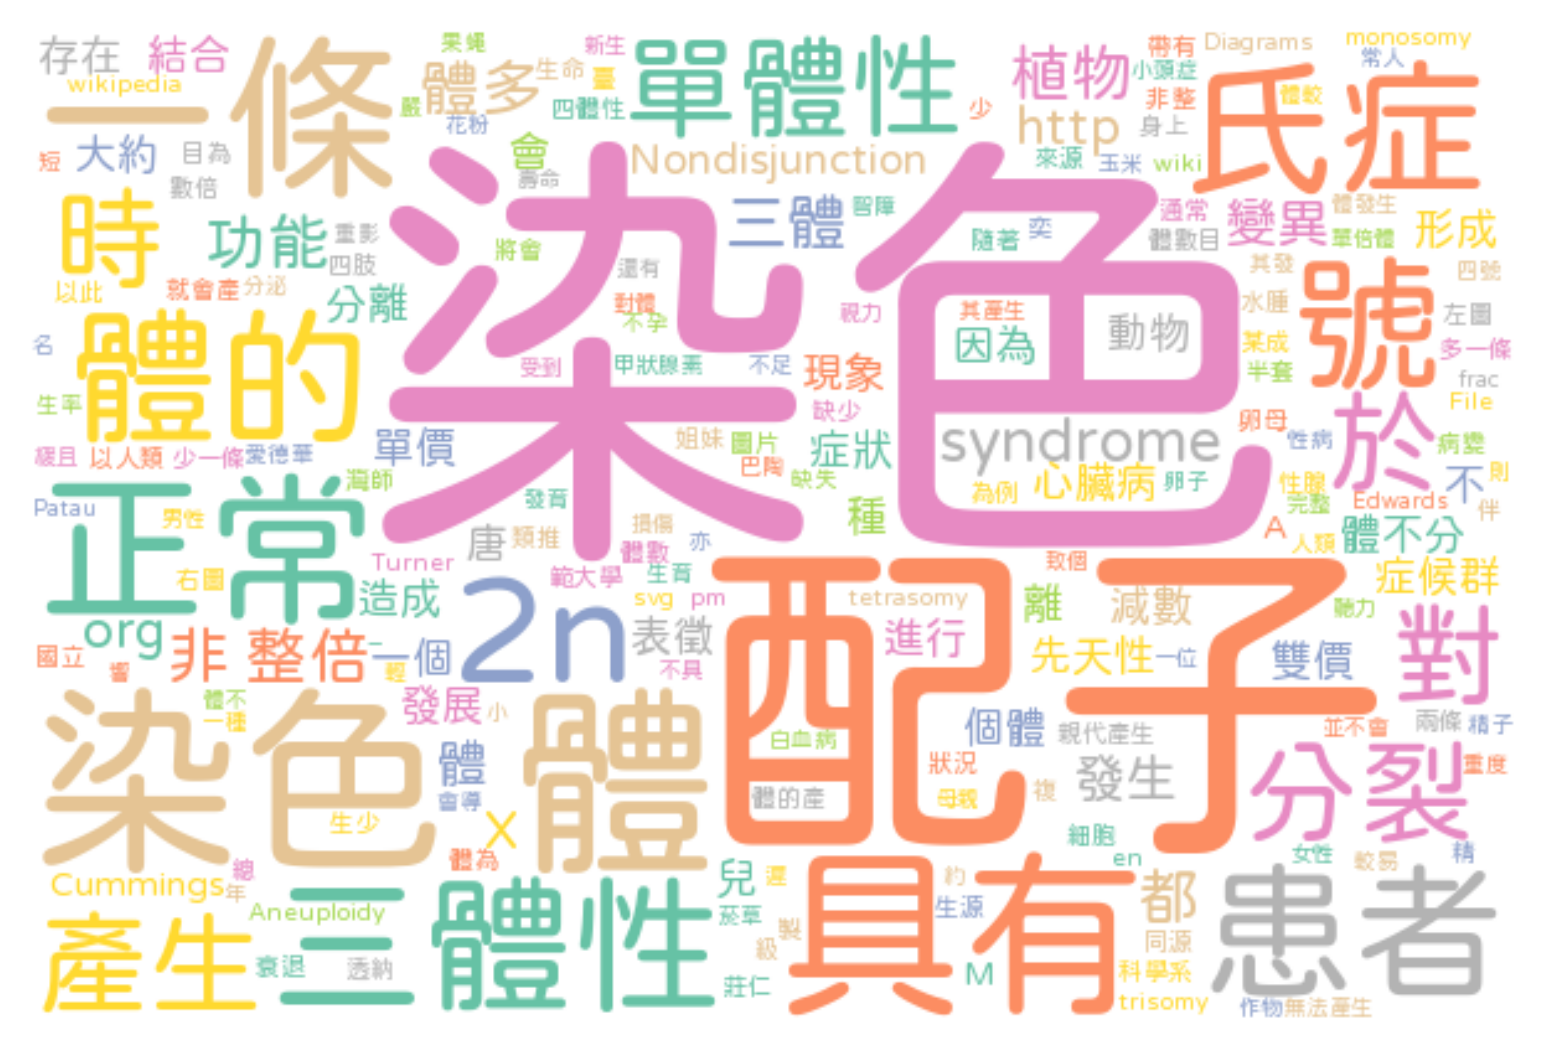 存在 結合 果蠅 新生 帶有 Diagrams monosomy
wikipedia 一條 體多 生命 臺 單體性 植物 小頭症 常人
嚴 四體性 少 http 非整 氏症 體較
短 大約 目為 花粉 會 Nondisjunction 身上
數倍 壽命 來源 玉米 wiki
時 功能 重影 染色 三體 智障 通常 變異 體發生 形成
四肢 將會 隨著 奕 體數目 單倍體
以此 就會產 分泌 還有 其發 號 四號
體的 分離 對體 視力 其產生 動物 水腫 左圖
名 不孕 因為 某成 多一條
受到 甲狀腺素 不足 現象 半套 frac
生平 缺少 卵母 於 File
緩且 以人類 少一條 愛德華 單價 姐妹 圖片 症狀 syndrome 性病 病變
正常 灑師 巴陶 缺失 為例 心臟病 卵子 性腺 不 則
Patau 男性 發育 種 完整 Edwards 伴
唐 類推 損傷 亦 A 人類 體不分
Turner 體數 配子 致個
右圖 造成 範大學 生育 症候群
org 2n svg pm tetrasomy 離 減數 聽力
國立 響 非 整倍 一個 輕 表徵 進行 先天性 一位 雙價 對
不具
染色 體不 發展 小 體 個體 親代產生 並不會 兩條 精子
一種 體 白血病 狀況 發生 分裂 重度
會導 體的產 母親 複
生少 x 細胞
體為 en 女性 較易 精
Cummings 總 年 三體性 兒 遲 具有 約 都 患者
產生 Aneuploidy 菸草 製 生源
衰退 透納 級 同源
莊仁 M 科學系
trisomy 作物 無法產生